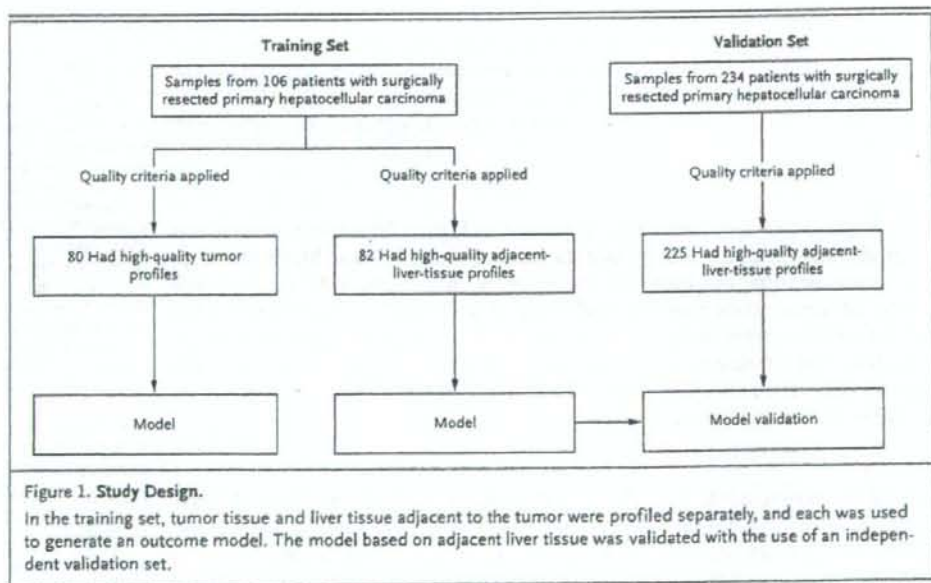 Training Set
Validation Set
Samples from 106 patients with surgically
resected primary hepatocellular carcinoma
Samples from 234 patients with surgically
resected primary hepatocellular carcinoma
Quality criteria applied
Quality criteria applied
Quality criteria applied
80 Had high-quality tumor
profiles
82 Had high-quality adjacent-
liver-tissue profiles
225 Had high-quality adjacent-
liver-tissue profiles
Model
Model
Model validation
Figure 1. Study Design.
In the training set, tumor tissue and liver tissue adjacent to the tumor were profiled separately, and each was used
to generate an outcome model. The model based on adjacent liver tissue was validated with the use of an indepen-
dent validation set.